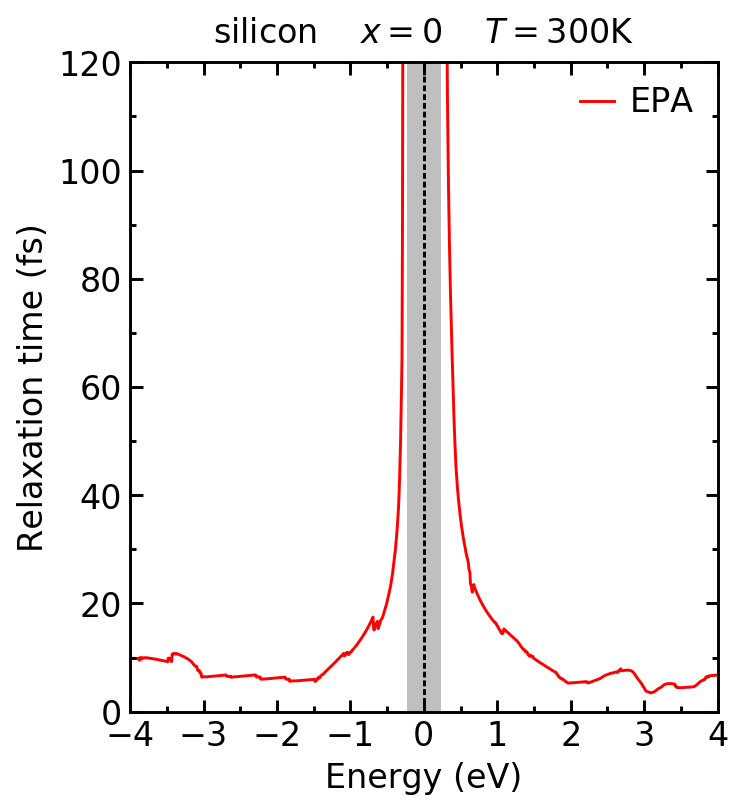 silicon x = 0 T = 300K
EPA
Relaxation time (fs)
120
100
80
60
40
20
0
−4 −3 −2 −1 0 1 2 3 4
Energy (eV)